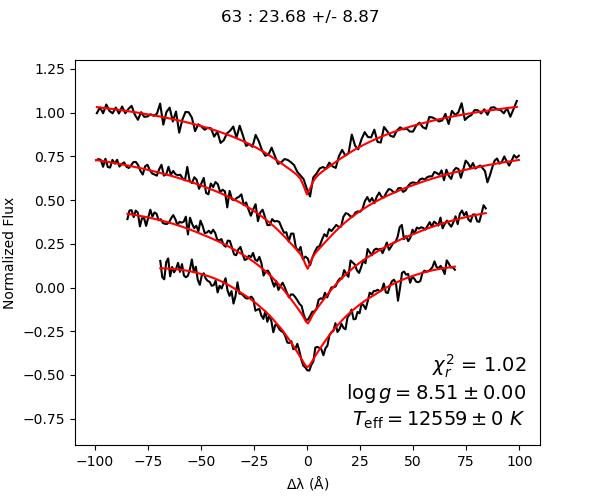 63 : 23.68 +/- 8.87
Normalized Flux
1.25
1.00
0.75
0.50
0.25
0.00
−0.25
−0.50
−0.75
χ²ᵣ = 1.02
log g = 8.51 ± 0.00
T_eff = 12559 ± 0 K
−100 −75 −50 −25 0 25 50 75 100
Δλ (Å)